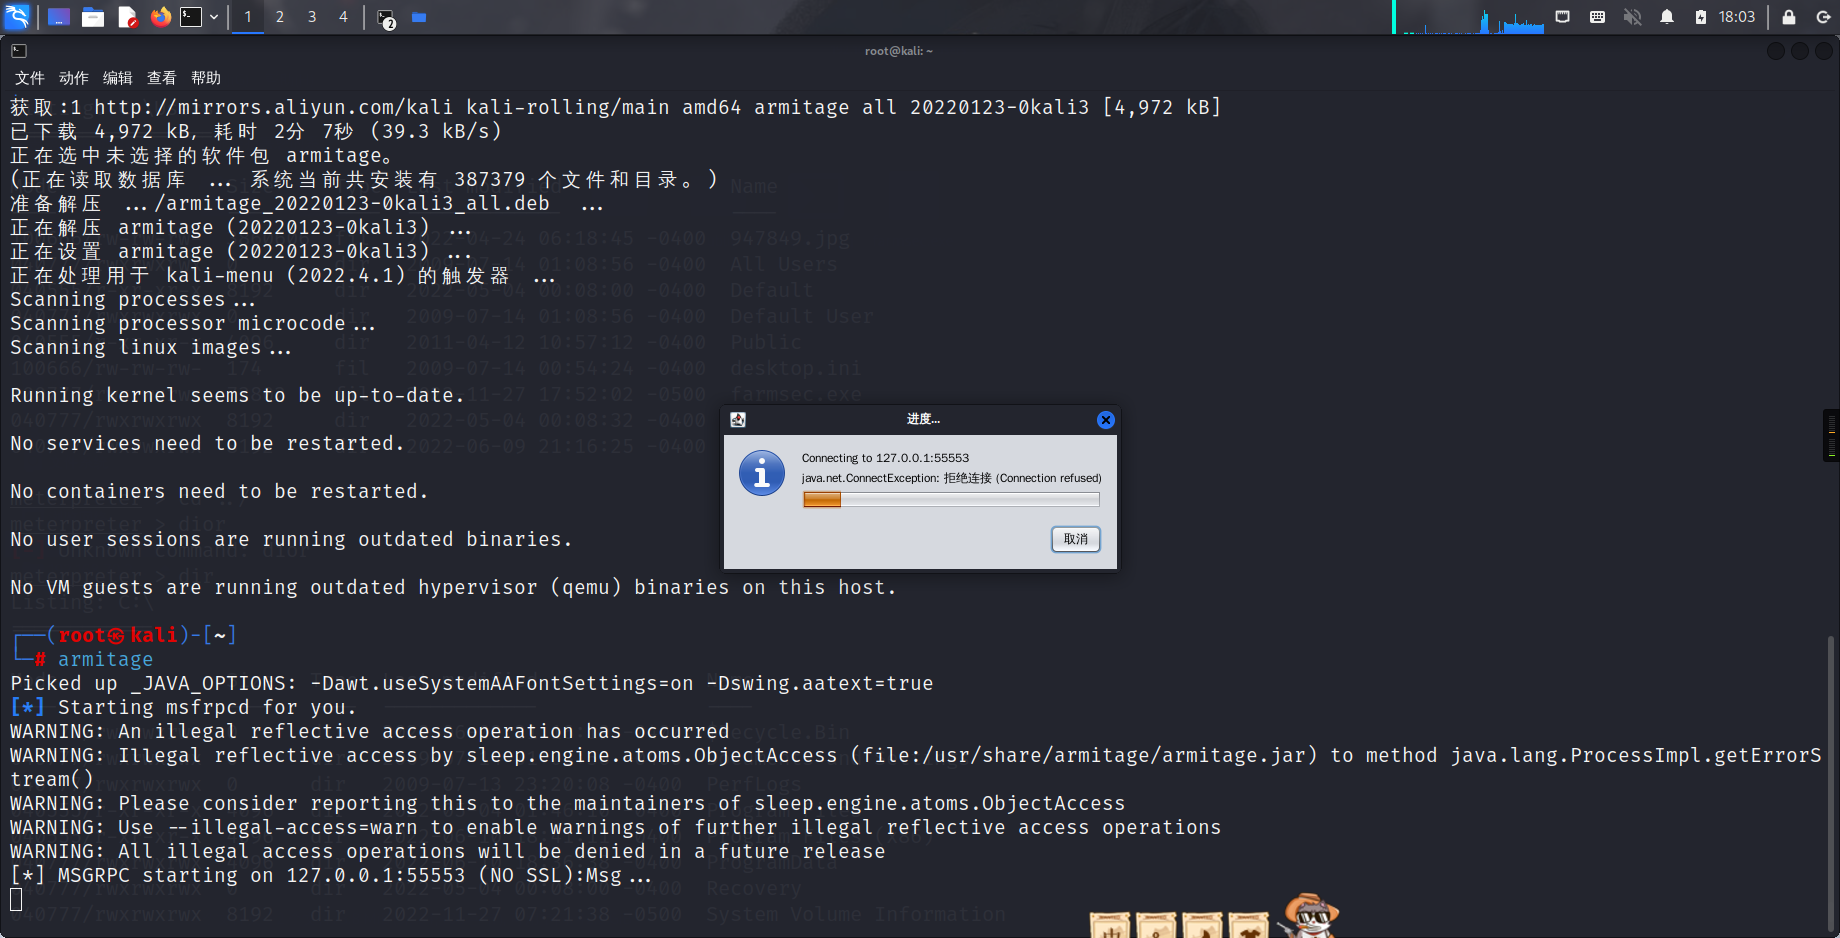 1 2 3 4 2 18:03
root@kali: ~
文件 动作 编辑 查看 帮助
获取:1 http://mirrors.aliyun.com/kali kali-rolling/main amd64 armitage all 20220123-0kali3 [4,972 kB]
已下载 4,972 kB, 耗时 2分 7秒 (39.3 kB/s)
正在选中未选择的软件包 armitage。
(正在读取数据库 ... 系统当前共安装有 387379 个文件和目录。)
准备解压 .../armitage_20220123-0kali3_all.deb ...
正在解压 armitage (20220123-0kali3) ...
正在设置 armitage (20220123-0kali3) ...
正在处理用于 kali-menu (2022.4.1) 的触发器 ...
Scanning processes...
Scanning processor microcode...
Scanning linux images...
Running kernel seems to be up-to-date.
No services need to be restarted.
No containers need to be restarted.
No user sessions are running outdated binaries.
No VM guests are running outdated hypervisor (qemu) binaries on this host.
进度...
Connecting to 127.0.0.1:55553
java.net.ConnectException: 拒绝连接 (Connection refused)
取消
┌──(root㉿kali)-[~]
└─# armitage
Picked up _JAVA_OPTIONS: -Dawt.useSystemAAFontSettings=on -Dswing.aatext=true
[*] Starting msfrpcd for you.
WARNING: An illegal reflective access operation has occurred
WARNING: Illegal reflective access by sleep.engine.atoms.ObjectAccess (file:/usr/share/armitage/armitage.jar) to method java.lang.ProcessImpl.getErrorS
tream()
WARNING: Please consider reporting this to the maintainers of sleep.engine.atoms.ObjectAccess
WARNING: Use --illegal-access=warn to enable warnings of further illegal reflective access operations
WARNING: All illegal access operations will be denied in a future release
[*] MSGRPC starting on 127.0.0.1:55553 (NO SSL):Msg...